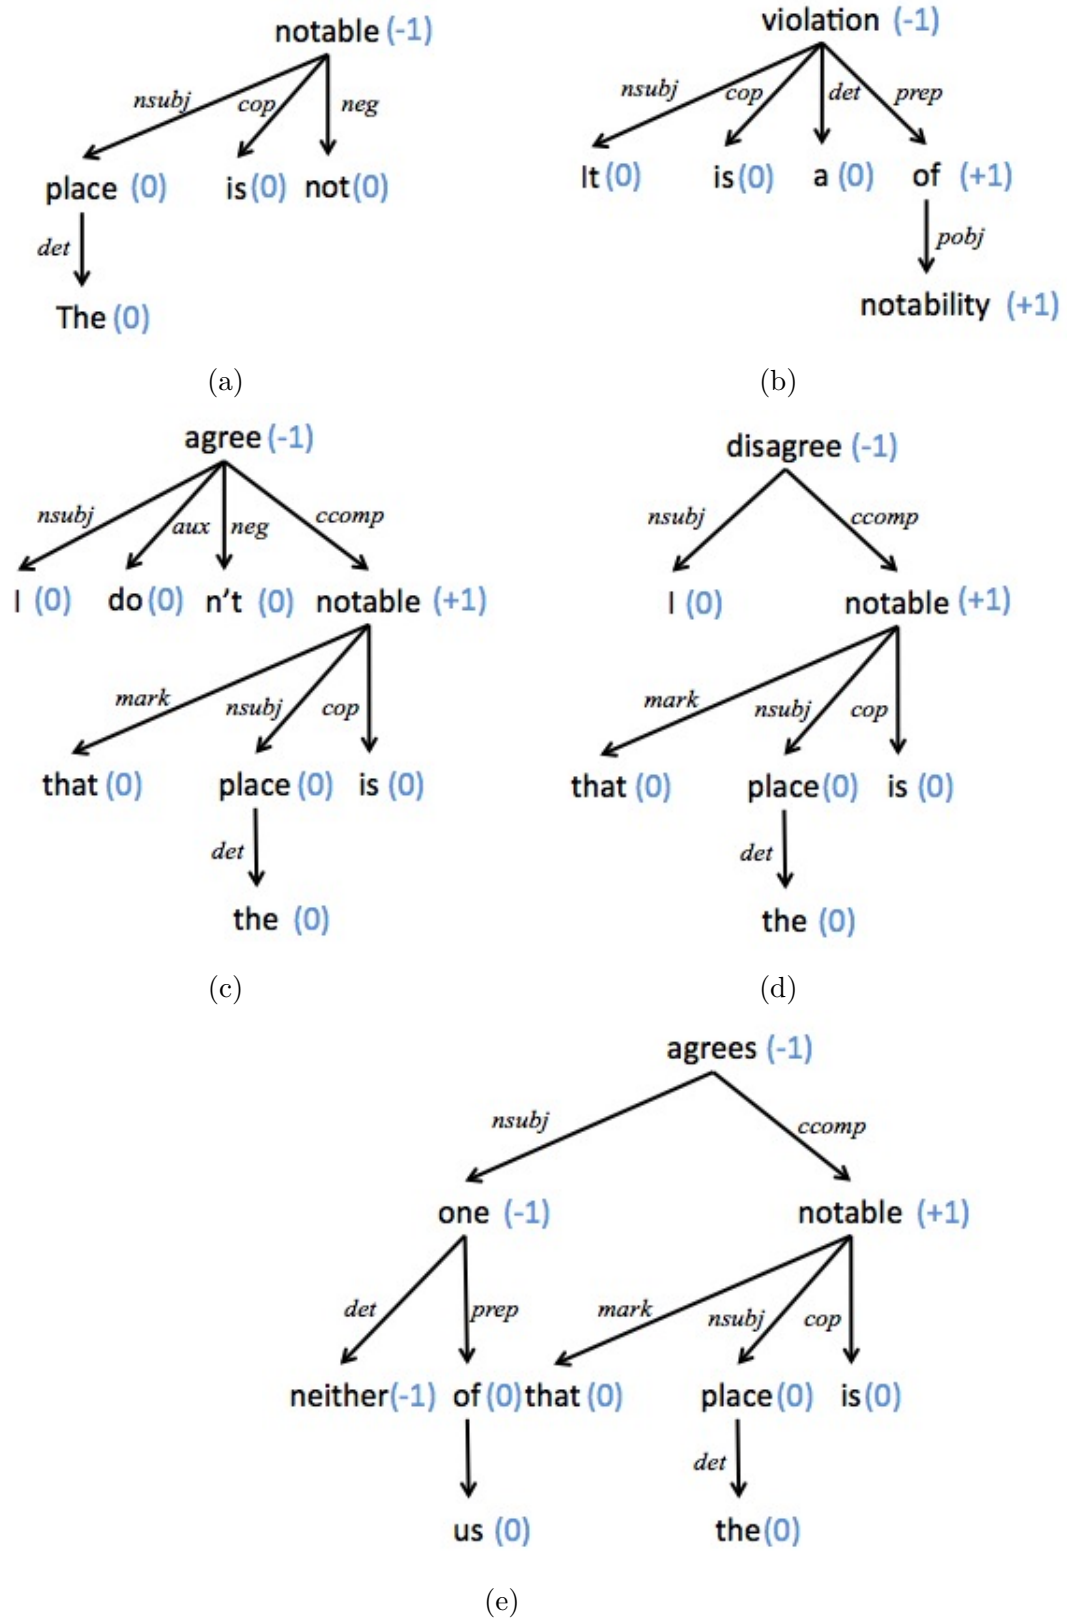 notable (-1)
nsubj cop neg
place (0) is (0) not (0)
det
The (0)
(a)
violation (-1)
nsubj cop det prep
It (0) is (0) a (0) of (+1)
pobj
notability (+1)
(b)
agree (-1)
nsubj aux neg ccomp
I (0) do (0) n't (0) notable (+1)
mark nsubj cop
that (0) place (0) is (0)
det
the (0)
(c)
disagree (-1)
nsubj ccomp
I (0) notable (+1)
mark nsubj cop
that (0) place (0) is (0)
det
the (0)
(d)
agrees (-1)
nsubj ccomp
one (-1) notable (+1)
det prep mark nsubj cop
neither (-1) of (0) that (0) place (0) is (0)
det
us (0) the (0)
(e)